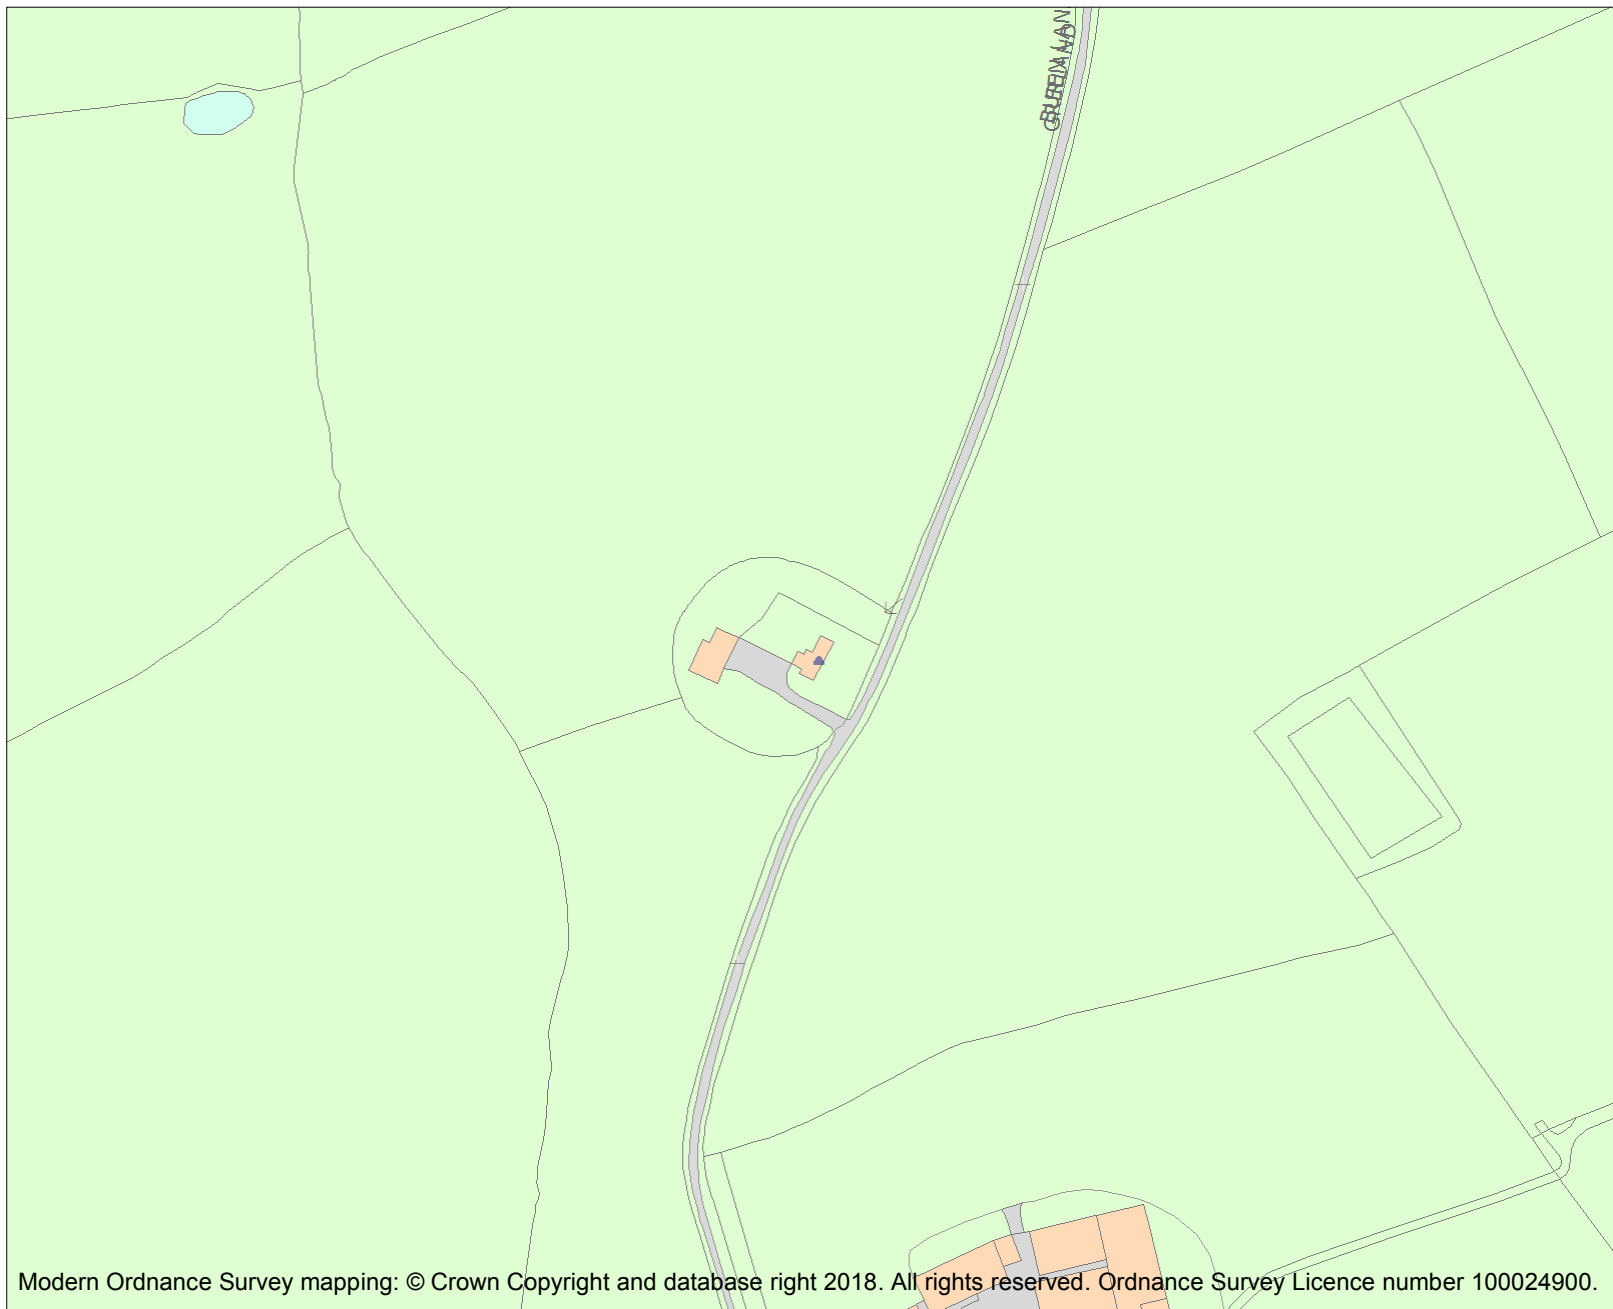 Modern Ordnance Survey mapping: © Crown Copyright and database right 2018. All rights reserved. Ordnance Survey Licence number 100024900.